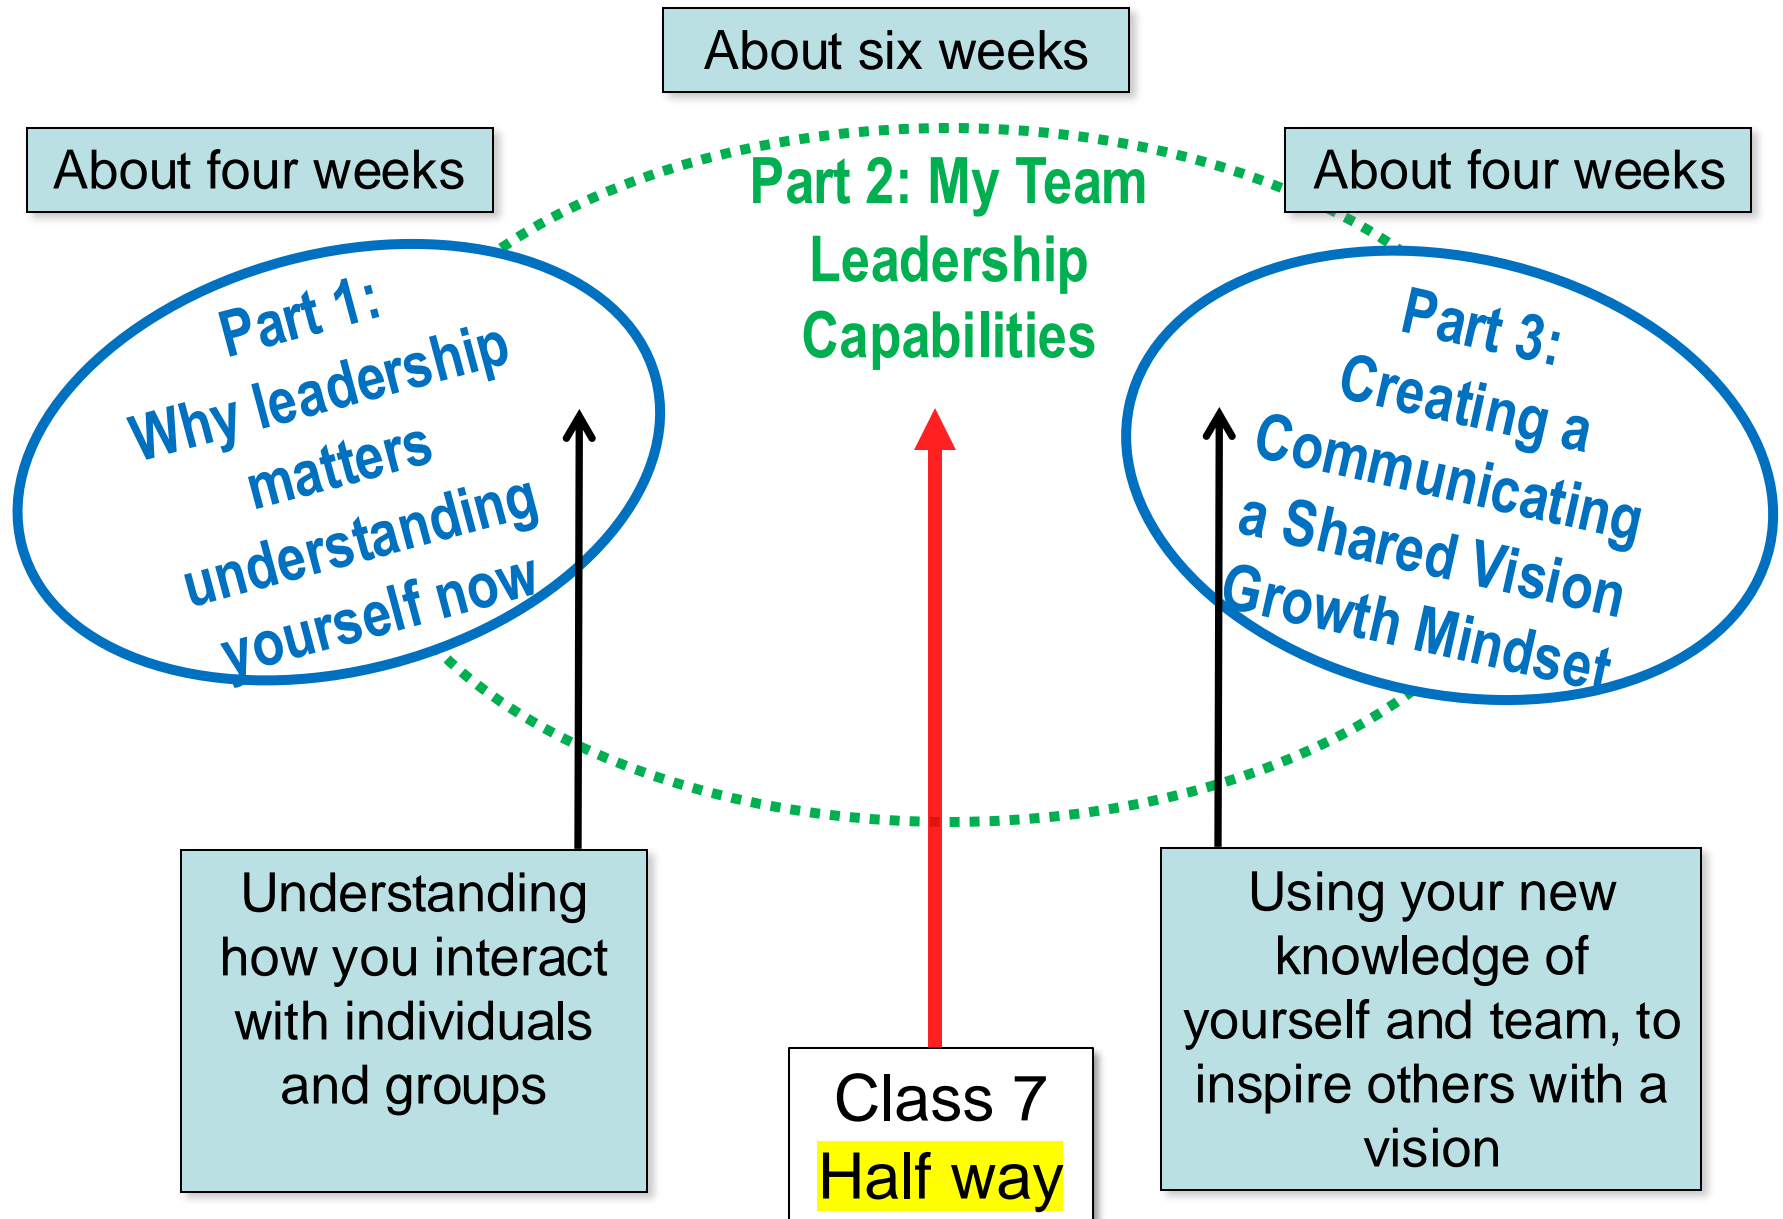 About six weeks
About four weeks
About four weeks
Part 2: My Team
Leadership
Capabilities
Part 1:
Why leadership
matters
understanding
yourself now
Part 3:
Creating a
Communicating
a Shared Vision
Growth Mindset
Understanding
how you interact
with individuals
and groups
Class 7
Half way
Using your new
knowledge of
yourself and team, to
inspire others with a
vision